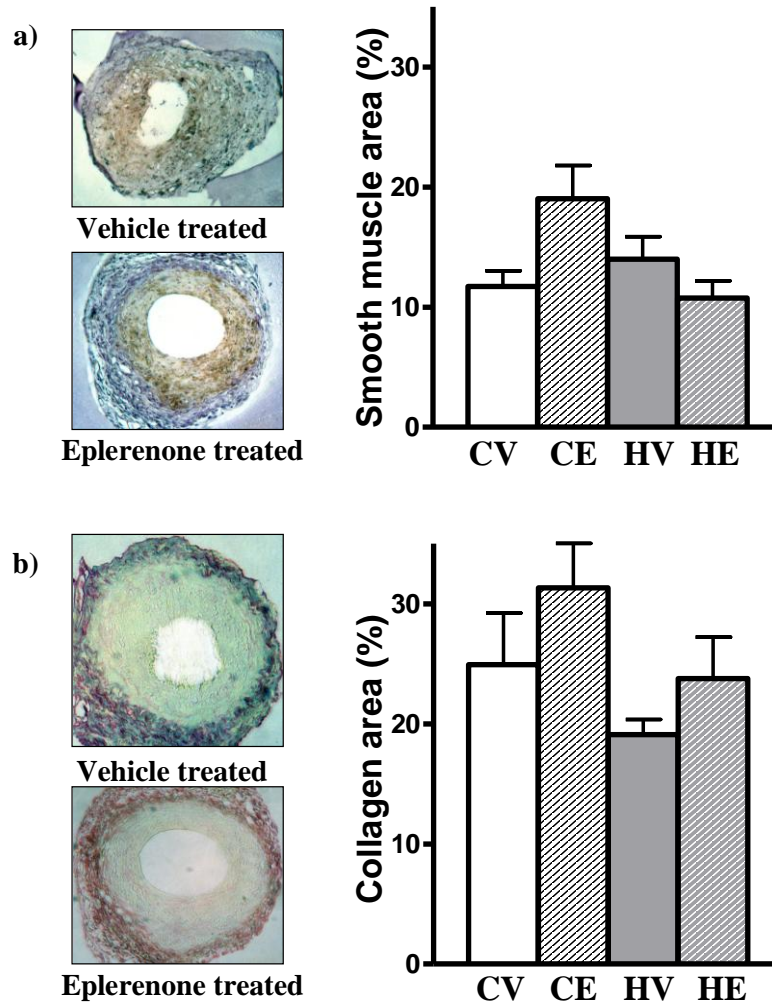 a)
Vehicle treated
Eplerenone treated
Smooth muscle area (%)
30
20
10
0
CV CE HV HE
b)
Vehicle treated
Eplerenone treated
Collagen area (%)
30
20
10
0
CV CE HV HE